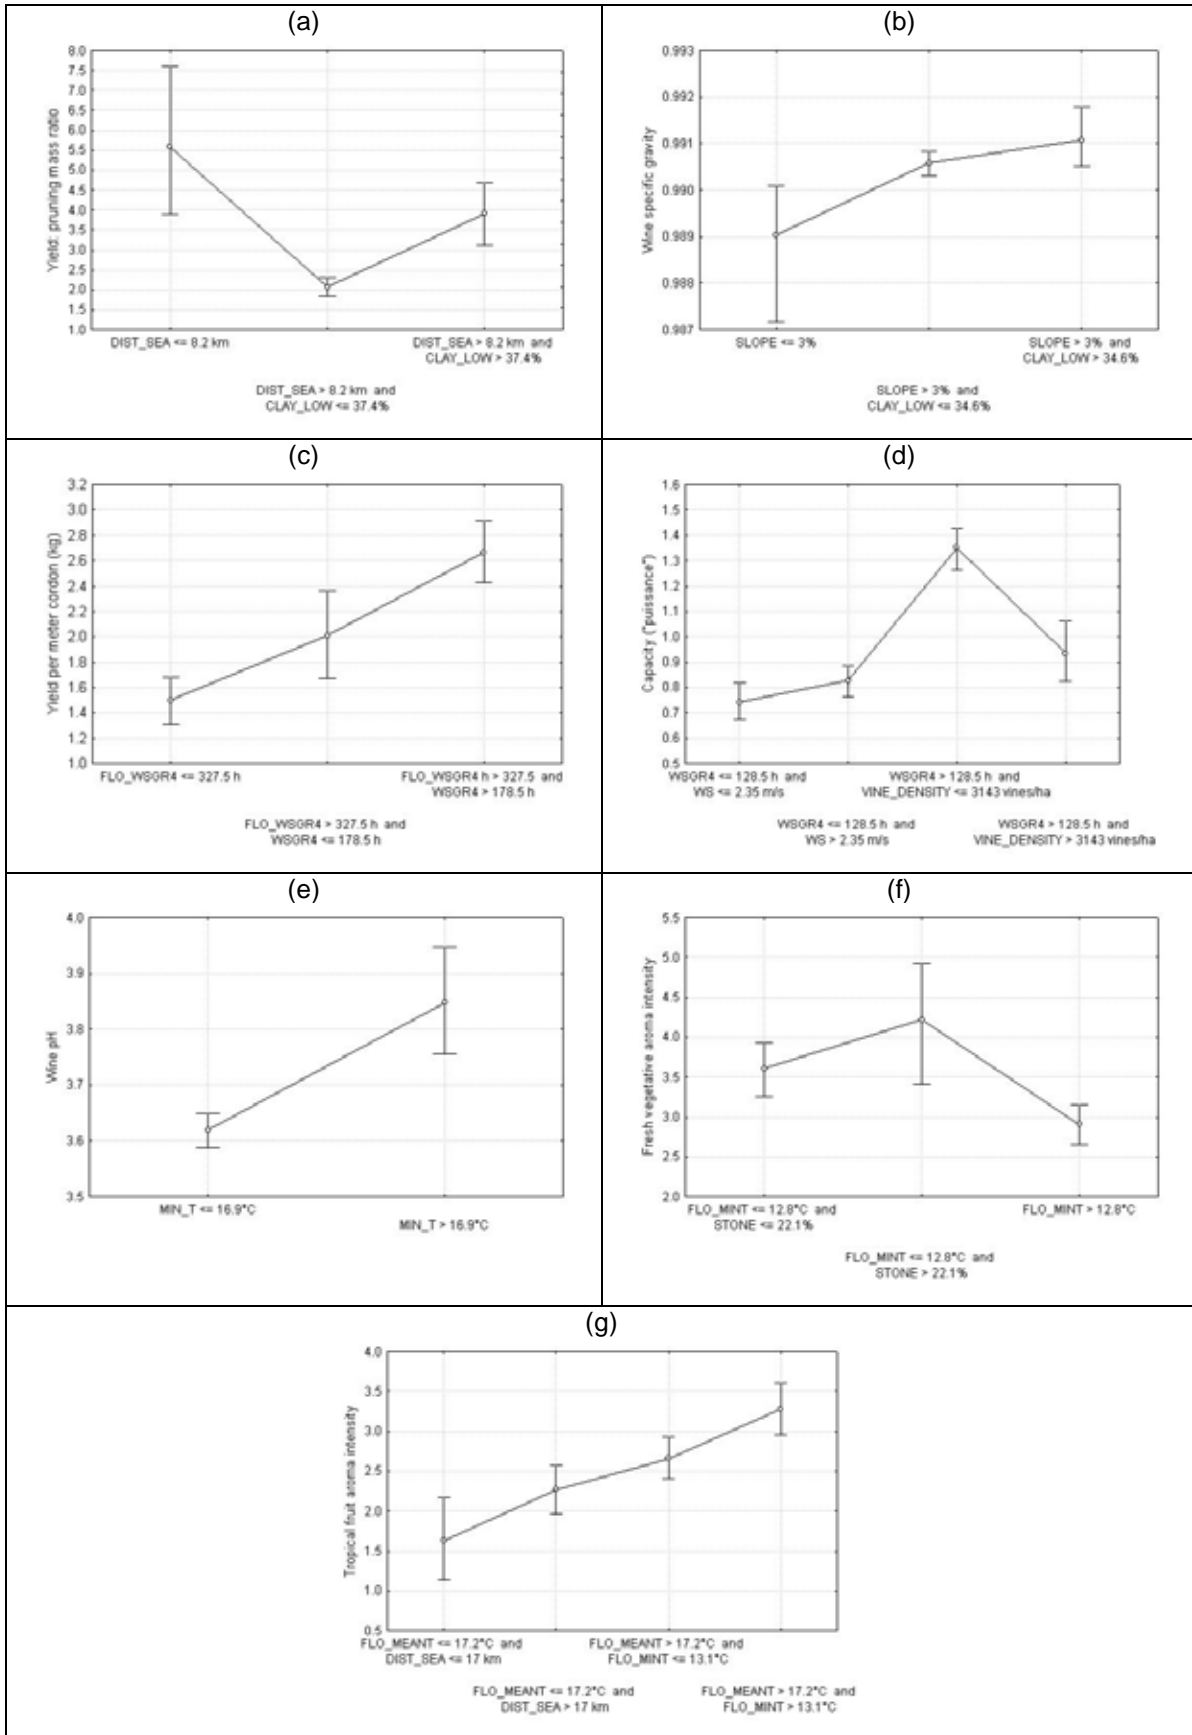 (a)
8.0
7.5
7.0
6.5
6.0
5.5
5.0
4.5
4.0
3.5
3.0
2.5
2.0
1.5
1.0
Yield: pruning mass ratio
DIST_SEA <= 8.2 km
DIST_SEA > 8.2 km and
CLAY_LOW > 37.4%
DIST_SEA > 8.2 km and
CLAY_LOW <= 37.4%
(b)
0.993
0.992
0.991
0.990
0.989
0.988
0.987
Wine specific gravity
SLOPE <= 3%
SLOPE > 3% and
CLAY_LOW > 34.6%
SLOPE > 3% and
CLAY_LOW <= 34.6%
(c)
3.2
3.0
2.8
2.6
2.4
2.2
2.0
1.8
1.6
1.4
1.2
1.0
Yield per meter cordon (kg)
FLO_WSGR4 <= 327.5 h
FLO_WSGR4 h > 327.5 and
WSGR4 > 178.5 h
FLO_WSGR4 > 327.5 h and
WSGR4 <= 178.5 h
(d)
1.6
1.5
1.4
1.3
1.2
1.1
1.0
0.9
0.8
0.7
0.6
0.5
Capacity ("puissance")
WSGR4 <= 128.5 h and
WS <= 2.35 m/s
WSGR4 > 128.5 h and
VINE_DENSITY <= 3143 vines/ha
WSGR4 <= 128.5 h and
WS > 2.35 m/s
WSGR4 > 128.5 h and
VINE_DENSITY > 3143 vines/ha
(e)
4.0
3.9
3.8
3.7
3.6
3.5
Wine pH
MIN_T <= 16.9°C
MIN_T > 16.9°C
(f)
5.5
5.0
4.5
4.0
3.5
3.0
2.5
2.0
Fresh vegetative aroma intensity
FLO_MINT <= 12.8°C and
STONE <= 22.1%
FLO_MINT > 12.8°C
FLO_MINT <= 12.8°C and
STONE > 22.1%
(g)
4.0
3.5
3.0
2.5
2.0
1.5
1.0
0.5
Tropical fruit aroma intensity
FLO_MEANT <= 17.2°C and
DIST_SEA <= 17 km
FLO_MEANT > 17.2°C and
FLO_MINT <= 13.1°C
FLO_MEANT <= 17.2°C and
DIST_SEA > 17 km
FLO_MEANT > 17.2°C and
FLO_MINT > 13.1°C